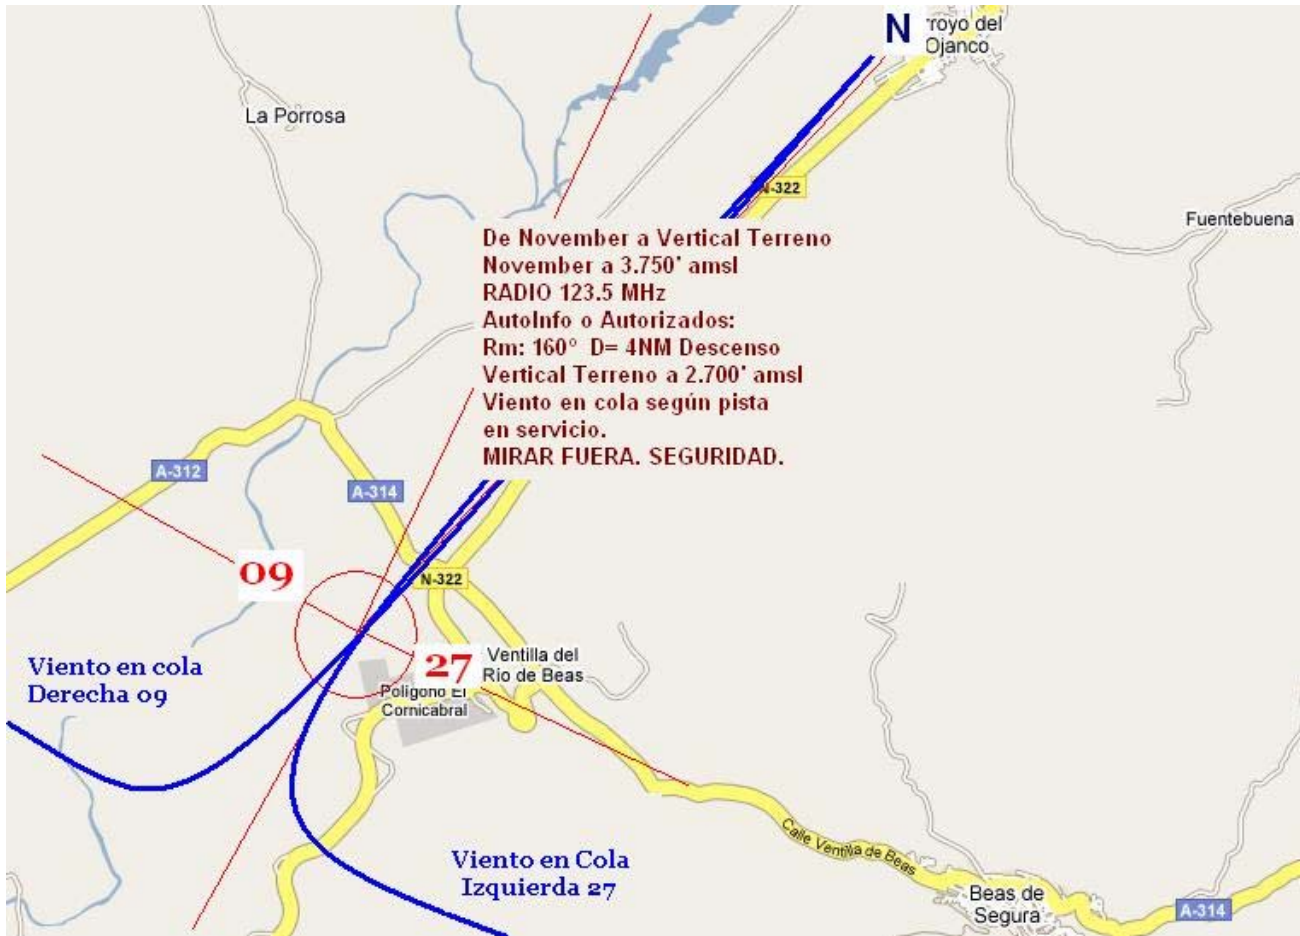 N
rroyo del
Ojanco
La Porrosa
N-322
Fuentebuena
De November a Vertical Terreno
November a 3.750' amsl
RADIO 123.5 MHz
AutoInfo o Autorizados:
Rm: 160º D= 4NM Descenso
Vertical Terreno a 2.700' amsl
Viento en cola según pista
en servicio.
MIRAR FUERA. SEGURIDAD.
A-312
A-314
09
N-322
27
Ventilla del
Río de Beas
Viento en cola
Derecha 09
Polígono El
Cornicabral
Calle Ventilla de Beas
Viento en Cola
Izquierda 27
Beas de
Segura
A-314